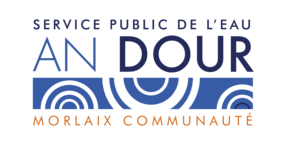 SERVICE PUBLIC DE L'EAU
AN DOUR
MORLAIX COMMUNAUTÉ